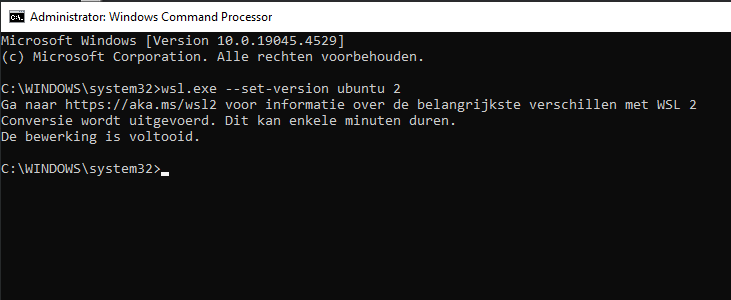 Administrator: Windows Command Processor
Microsoft Windows [Version 10.0.19045.4529]
(c) Microsoft Corporation. Alle rechten voorbehouden.
C:\WINDOWS\system32>wsl.exe --set-version ubuntu 2
Ga naar https://aka.ms/wsl2 voor informatie over de belangrijkste verschillen met WSL 2
Conversie wordt uitgevoerd. Dit kan enkele minuten duren.
De bewerking is voltooid.
C:\WINDOWS\system32>